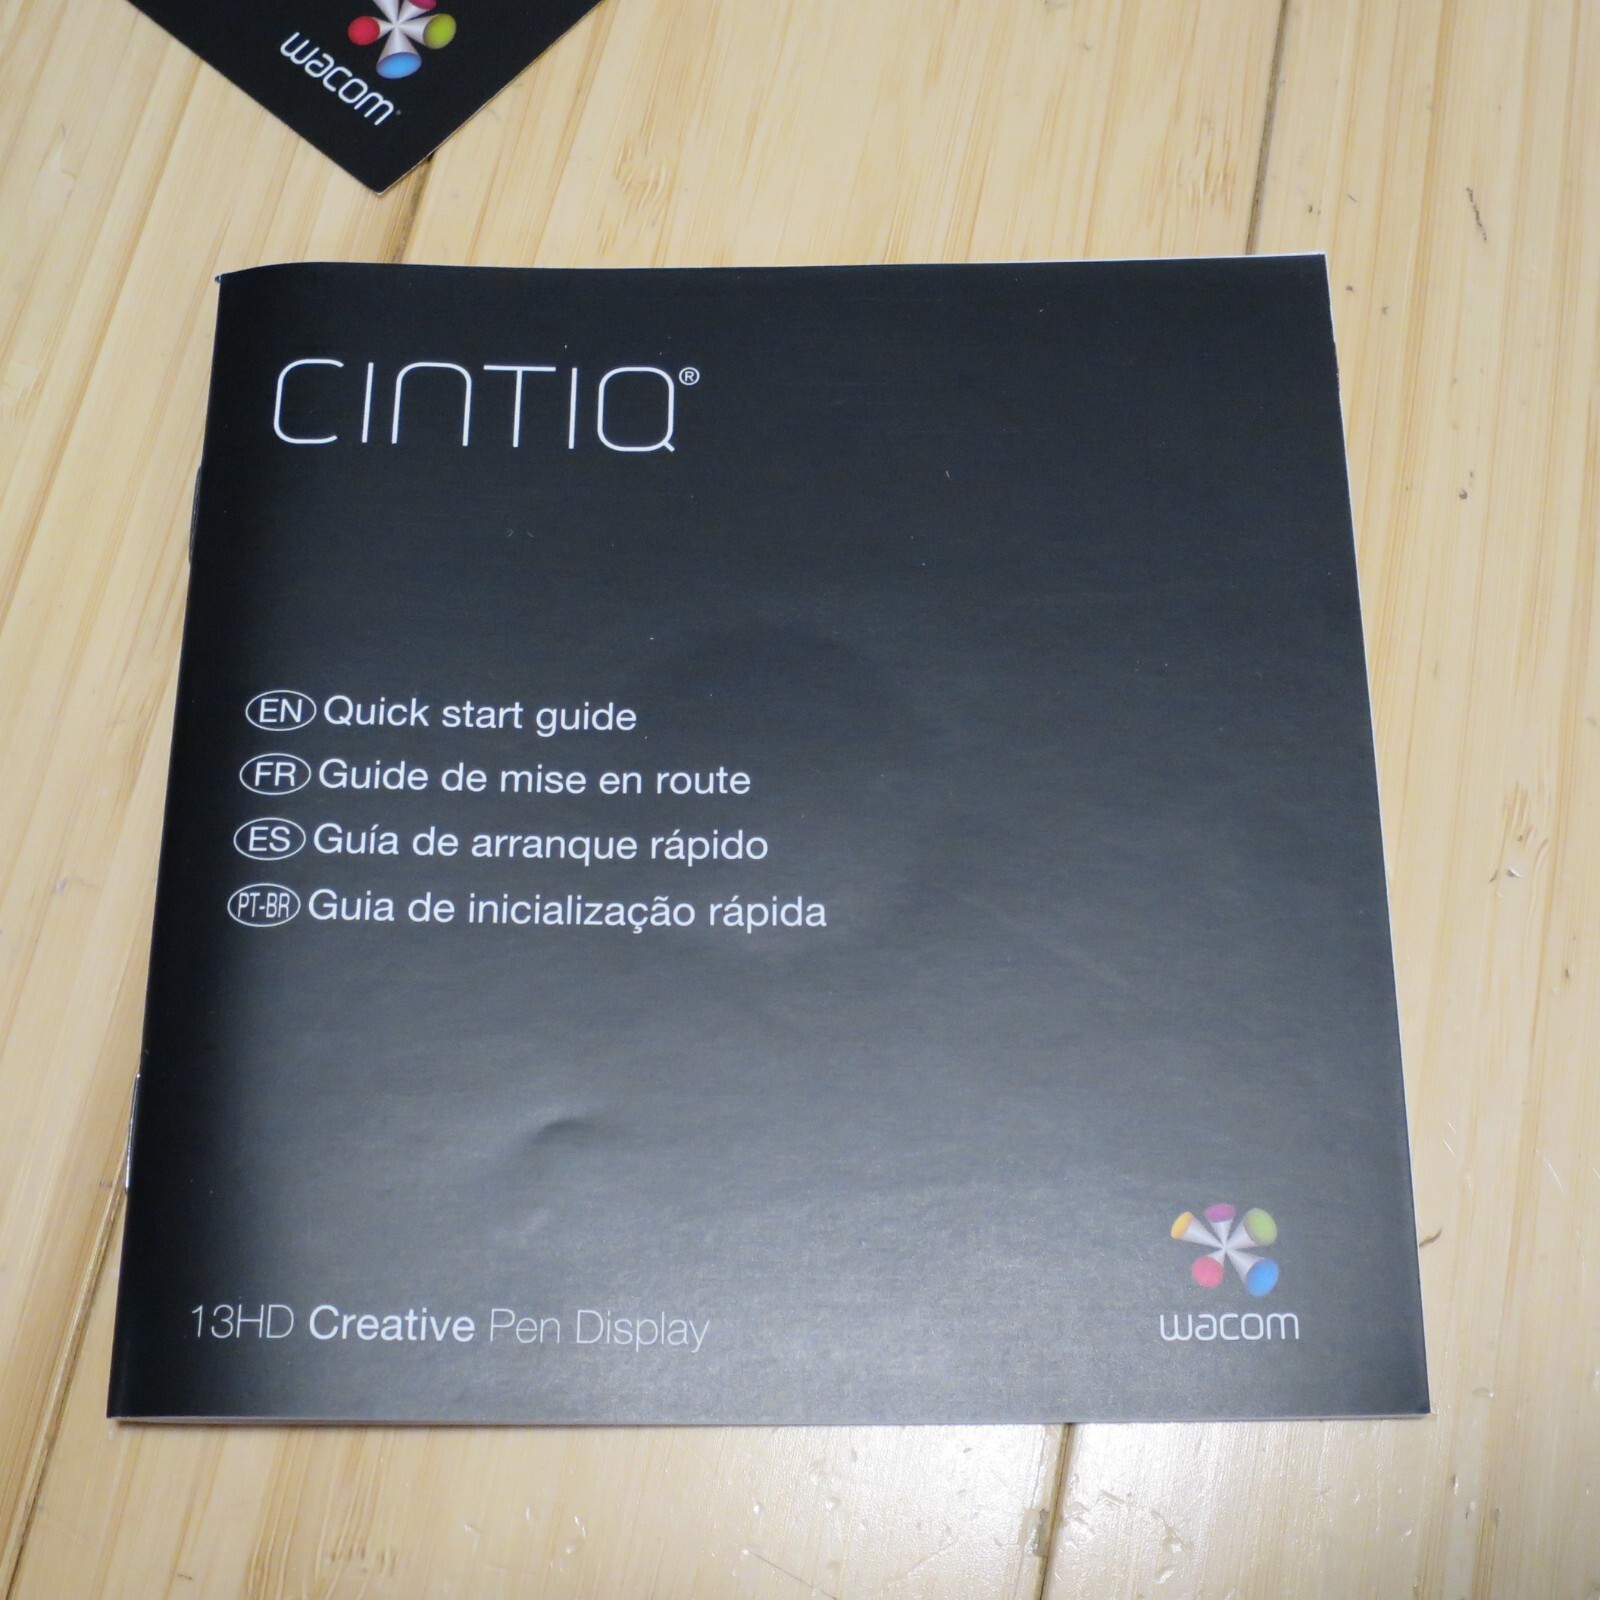 wacom
CINTIQ®
EN Quick start guide
FR Guide de mise en route
ES Guía de arranque rápido
PT-BR Guia de inicialização rápida
13HD Creative Pen Display
wacom